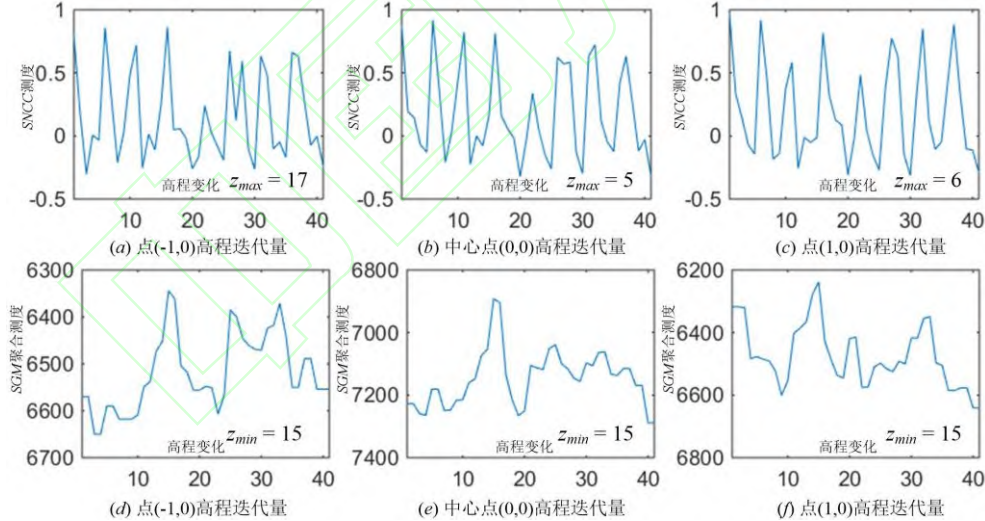 1
0.5
0
-0.5
SNCC测度
高程变化 z_max = 17
10 20 30 40
(a) 点(-1,0)高程迭代量
1
0.5
0
-0.5
SNCC测度
高程变化 z_max = 5
10 20 30 40
(b) 中心点(0,0)高程迭代量
1
0.5
0
-0.5
SNCC测度
高程变化 z_max = 6
10 20 30 40
(c) 点(1,0)高程迭代量
6300
6400
6500
6600
6700
SGM聚合测度
高程变化 z_min = 15
10 20 30 40
(d) 点(-1,0)高程迭代量
6800
7000
7200
7400
SGM聚合测度
高程变化 z_min = 15
10 20 30 40
(e) 中心点(0,0)高程迭代量
6200
6400
6600
6800
SGM聚合测度
高程变化 z_min = 15
10 20 30 40
(f) 点(1,0)高程迭代量